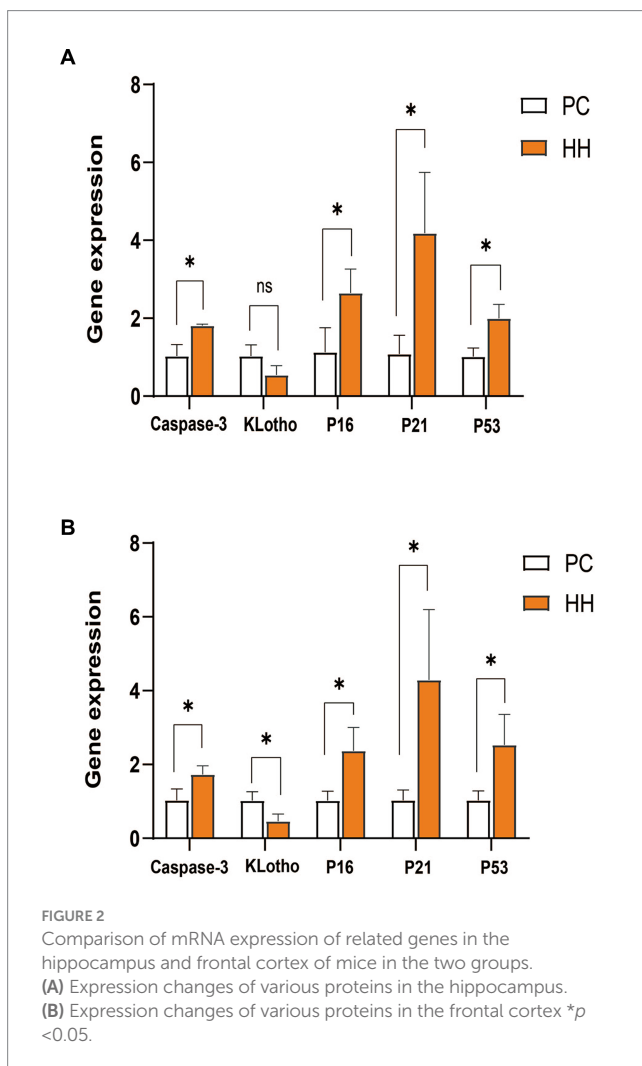 A
8
6
4
2
0
Gene expression
PC
HH
*
ns
*
*
*
Caspase-3 KLotho P16 P21 P53
B
8
6
4
2
0
Gene expression
PC
HH
*
*
*
*
*
Caspase-3 KLotho P16 P21 P53
FIGURE 2
Comparison of mRNA expression of related genes in the
hippocampus and frontal cortex of mice in the two groups.
(A) Expression changes of various proteins in the hippocampus.
(B) Expression changes of various proteins in the frontal cortex *p
<0.05.